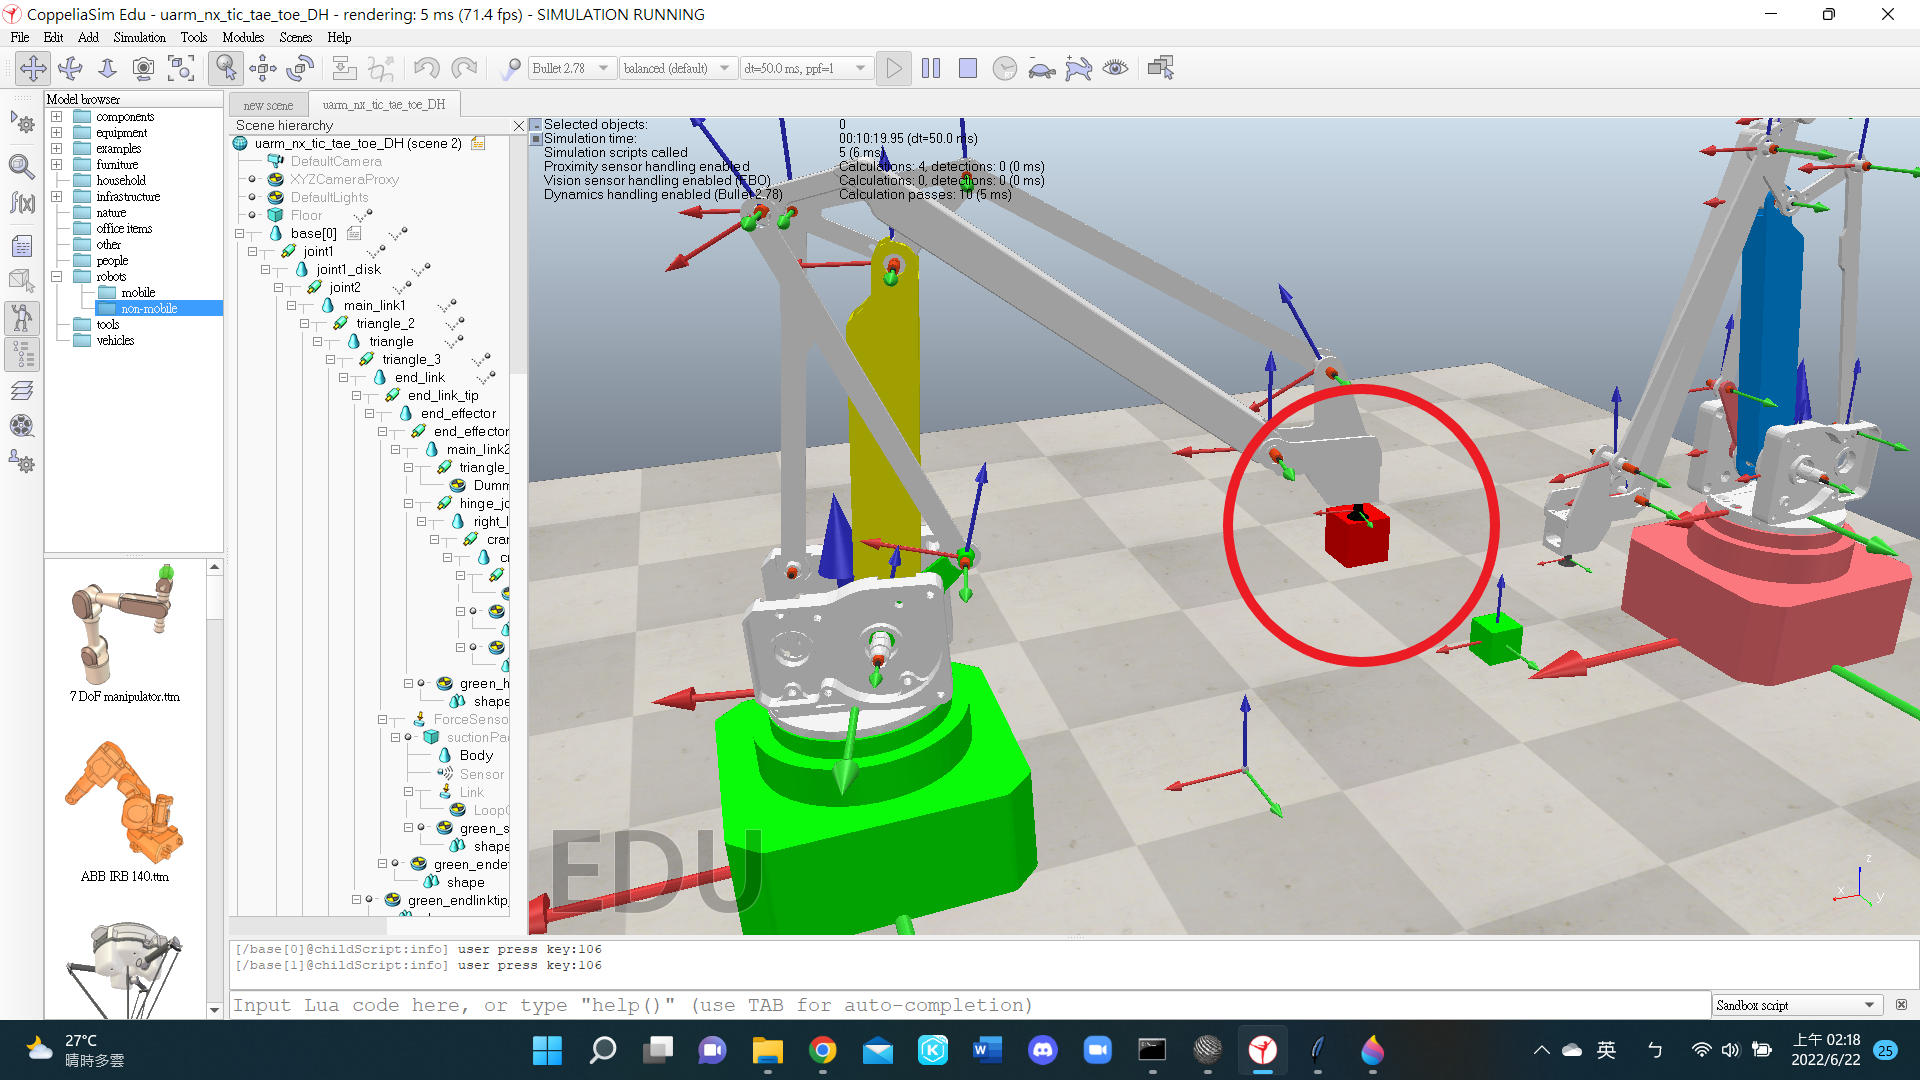 CoppeliaSim Edu - uarm_nx_tic_tae_toe_DH - rendering: 5 ms (71.4 fps) - SIMULATION RUNNING
File Edit Add Simulation Tools Modules Scenes Help
Bullet 2.78 balanced (default) dt=50.0 ms, ppf=1
Model browser
components
equipment
examples
furniture
household
infrastructure
nature
office items
other
people
robots
mobile
non-mobile
tools
vehicles
7 DoF manipulator.ttm
ABB IRB 140.ttm
new scene uarm_nx_tic_tae_toe_DH
Scene hierarchy
uarm_nx_tic_tae_toe_DH (scene 2)
DefaultCamera
XYZCameraProxy
DefaultLights
Floor
base[0]
joint1
joint1_disk
joint2
main_link1
triangle_2
triangle
triangle_3
end_link
end_link_tip
end_effector
end_effector
main_link2
triangle_
Dumm
hinge_jo
right_l
cran
cr
green_h
shape
ForceSenso
suctionPa
Body
Sensor
Link
LoopC
green_s
shape
green_endef
shape
green_endlinktip
Selected objects: 0
Simulation time: 00:10:19.95 (dt=50.0 ms)
Simulation scripts called 5 (6 ms)
Proximity sensor handling enabled Calculations: 4, detections: 0 (0 ms)
Vision sensor handling enabled (FBO) Calculations: 0, detections: 0 (0 ms)
Dynamics handling enabled (Bullet 2.78) Calculation passes: 10 (5 ms)
EDU
z
x
y
[/base[0]@childScript:info] user press key:106
[/base[1]@childScript:info] user press key:106
Input Lua code here, or type "help()" (use TAB for auto-completion)
Sandbox script
27°C
晴時多雲
英
ㄅ
上午 02:18
2022/6/22
25